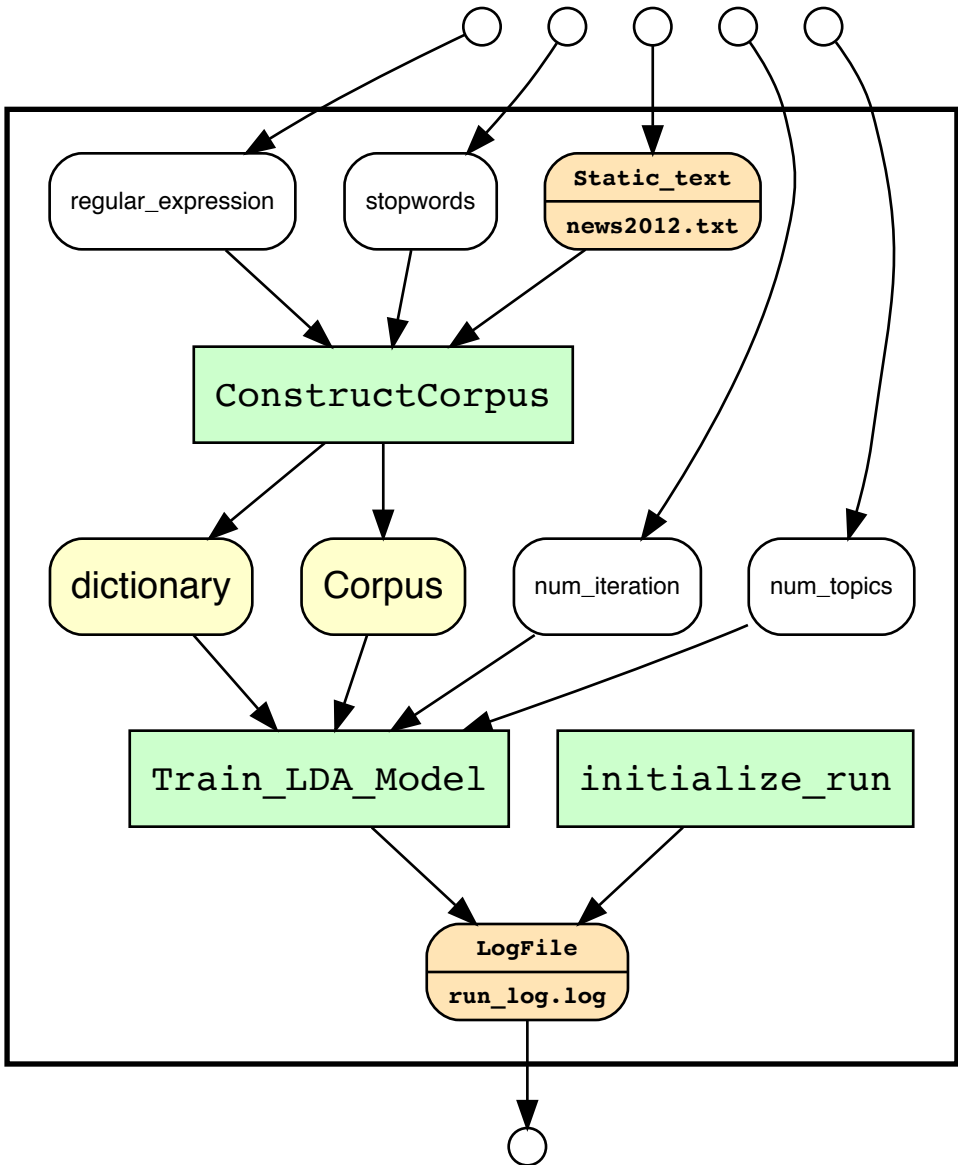 regular_expression
stopwords
Static_text
news2012.txt
ConstructCorpus
dictionary
Corpus
num_iteration
num_topics
Train_LDA_Model
initialize_run
LogFile
run_log.log